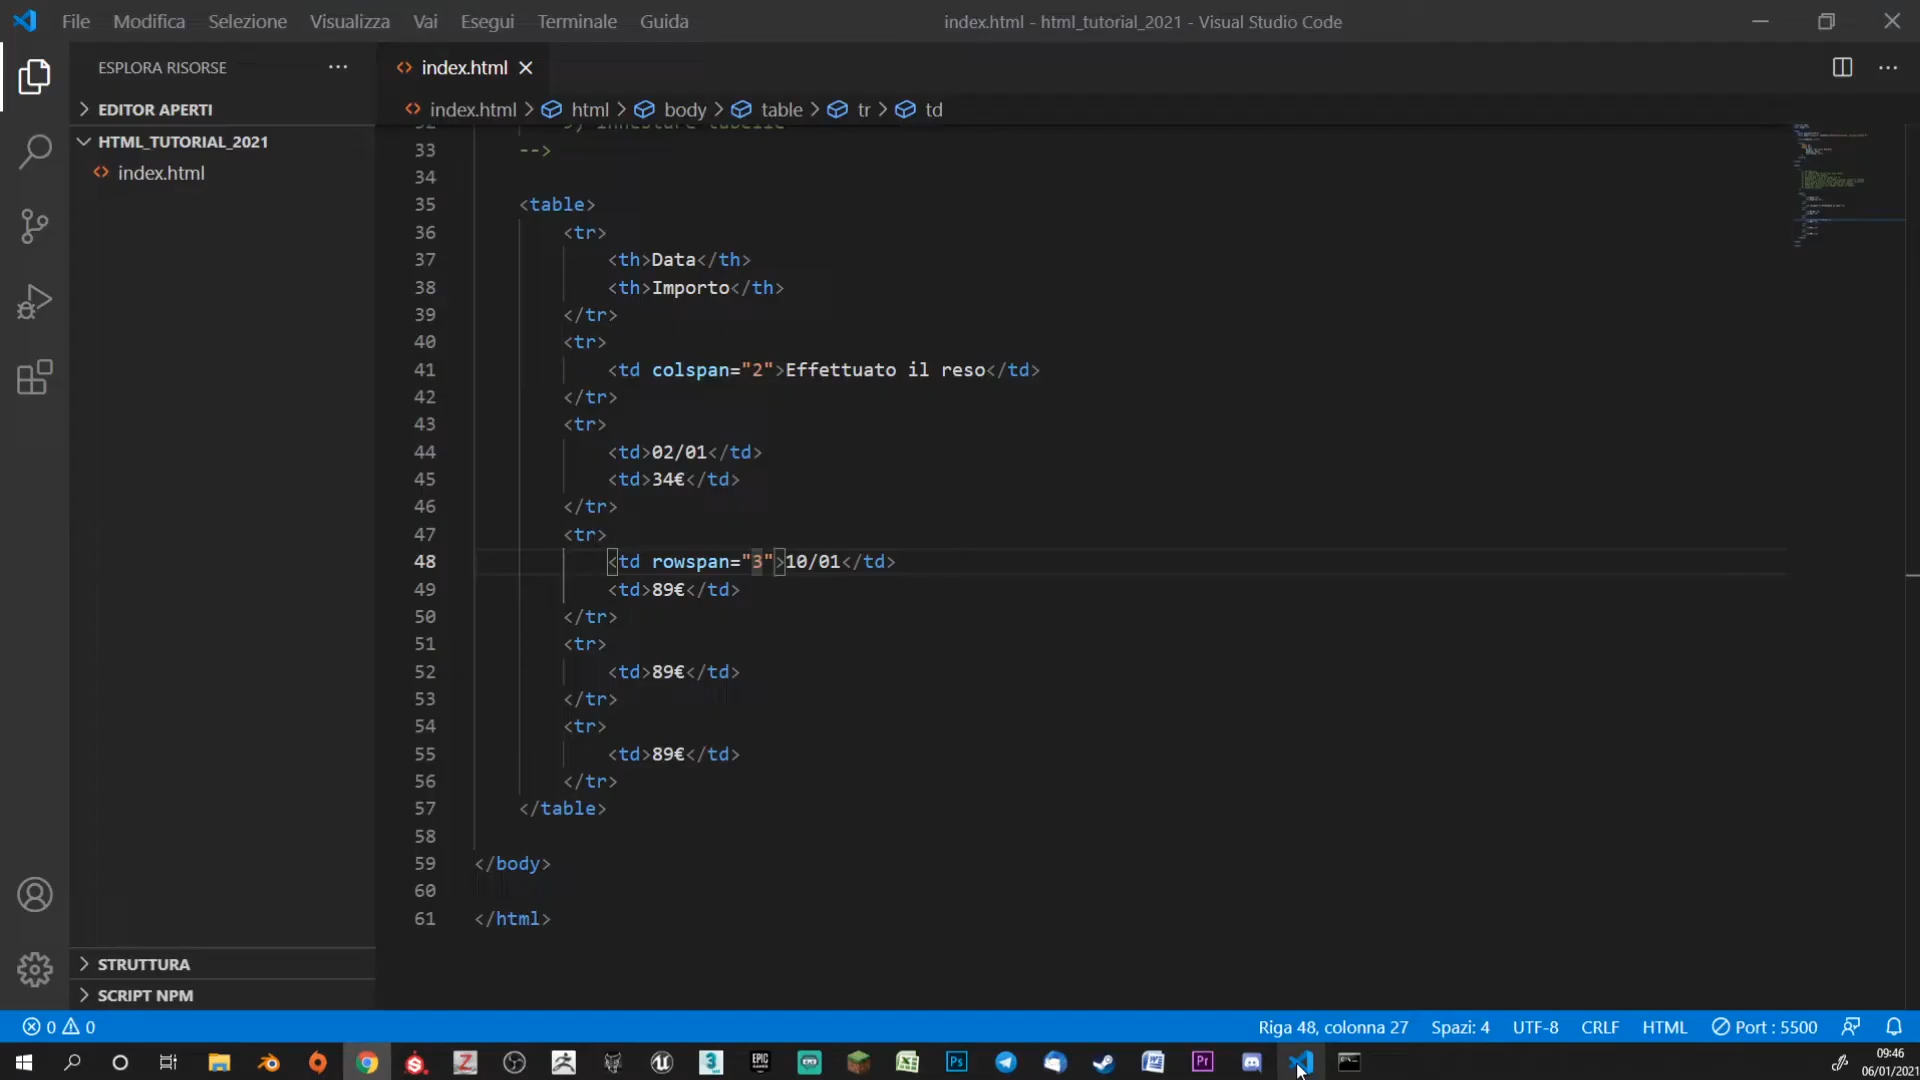 File Modifica Selezione Visualizza Vai Esegui Terminale Guida index.html - html_tutorial_2021 - Visual Studio Code
ESPLORA RISORSE
index.html
EDITOR APERTI
index.html > html > body > table > tr > td
HTML_TUTORIAL_2021
index.html
33 -->
34
35 <table>
36 <tr>
37 <th>Data</th>
38 <th>Importo</th>
39 </tr>
40 <tr>
41 <td colspan="2">Effettuato il reso</td>
42 </tr>
43 <tr>
44 <td>02/01</td>
45 <td>34€</td>
46 </tr>
47 <tr>
48 <td rowspan="3">10/01</td>
49 <td>89€</td>
50 </tr>
51 <tr>
52 <td>89€</td>
53 </tr>
54 <tr>
55 <td>89€</td>
56 </tr>
57 </table>
58
59 </body>
60
61 </html>
STRUTTURA
SCRIPT NPM
0 0 Riga 48, colonna 27 Spazi: 4 UTF-8 CRLF HTML Port : 5500
09:46
06/01/2021